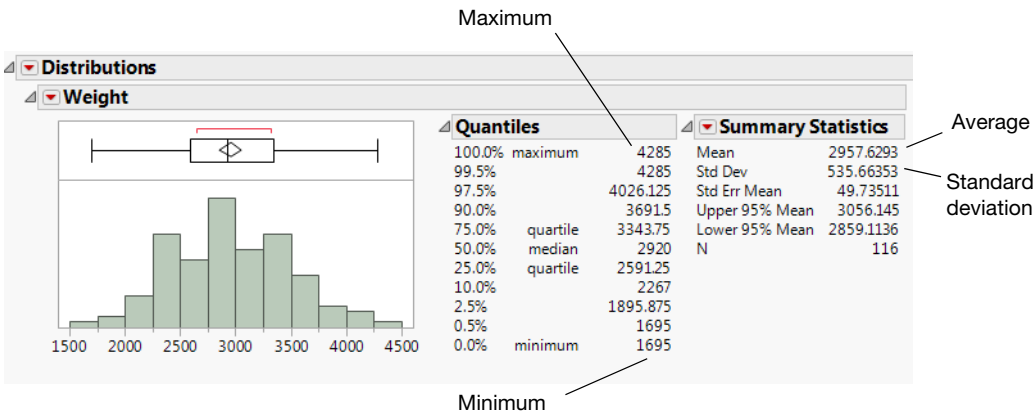 Maximum
Distributions
Weight
Quantiles
100.0% maximum 4285
99.5% 4285
97.5% 4026.125
90.0% 3691.5
75.0% quartile 3343.75
50.0% median 2920
25.0% quartile 2591.25
10.0% 2267
2.5% 1895.875
0.5% 1695
0.0% minimum 1695
Summary Statistics
Mean 2957.6293
Std Dev 535.66353
Std Err Mean 49.73511
Upper 95% Mean 3056.145
Lower 95% Mean 2859.1136
N 116
Average
Standard
deviation
1500 2000 2500 3000 3500 4000 4500
Minimum